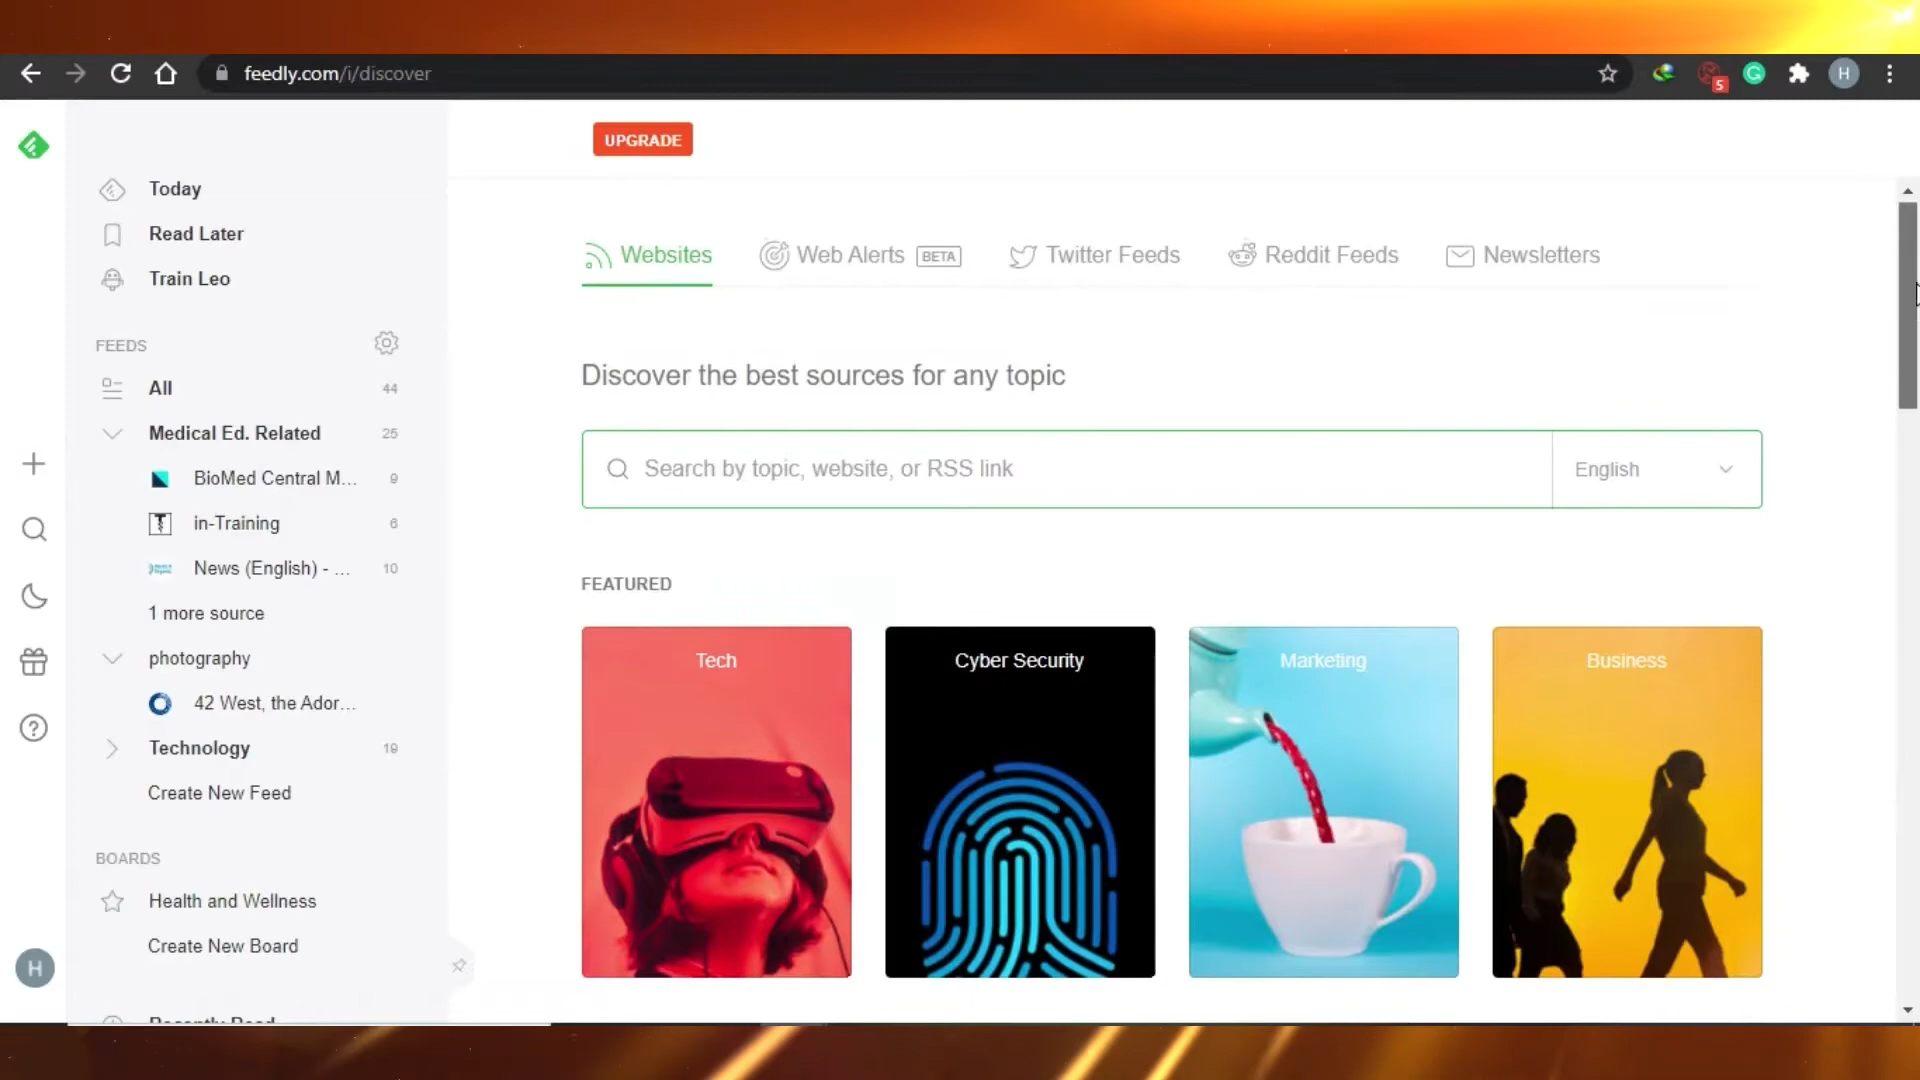 feedly.com/i/discover
5
G
H
UPGRADE
Today
Read Later
Train Leo
FEEDS
All 44
Medical Ed. Related 25
BioMed Central M... 9
in-Training 6
News (English) - ... 10
1 more source
photography
42 West, the Ador...
Technology 19
Create New Feed
BOARDS
Health and Wellness
Create New Board
Recently Read
H
Websites Web Alerts BETA Twitter Feeds Reddit Feeds Newsletters
Discover the best sources for any topic
Search by topic, website, or RSS link English
FEATURED
Tech Cyber Security Marketing Business